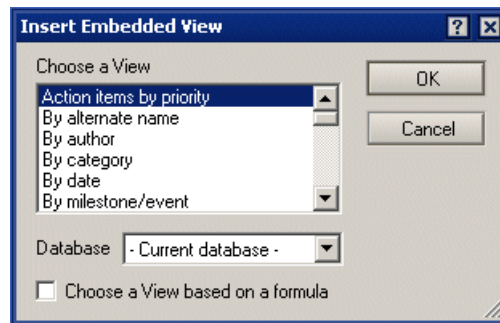 Insert Embedded View
Choose a View
Action items by priority
By alternate name
By author
By category
By date
By milestone/event
OK
Cancel
Database - Current database -
Choose a View based on a formula